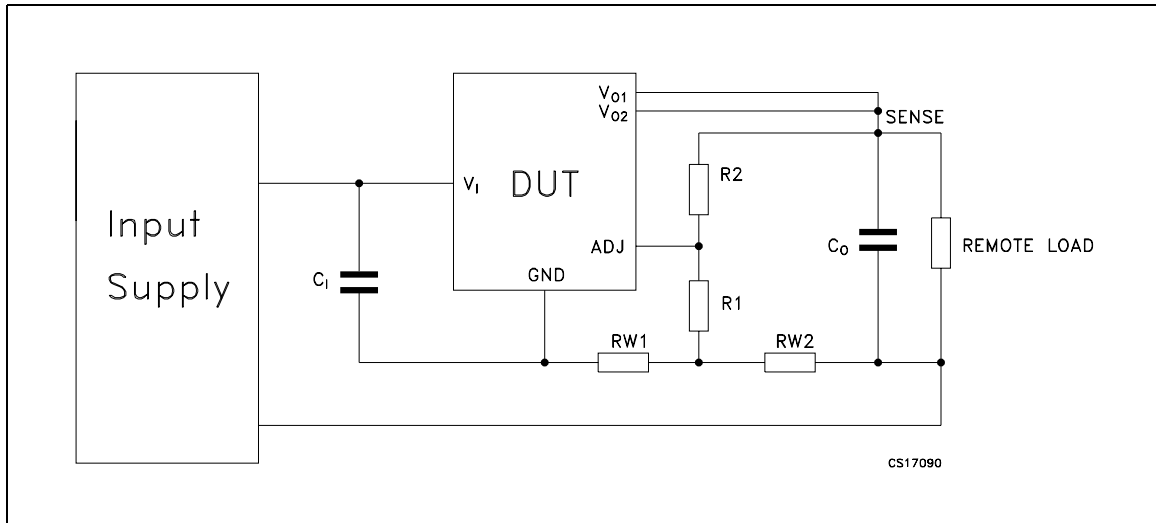 Input
Supply
C_I
V_I
DUT
V_O1
V_O2
ADJ
GND
SENSE
R2
R1
RW1
RW2
C_O
REMOTE LOAD
CS17090